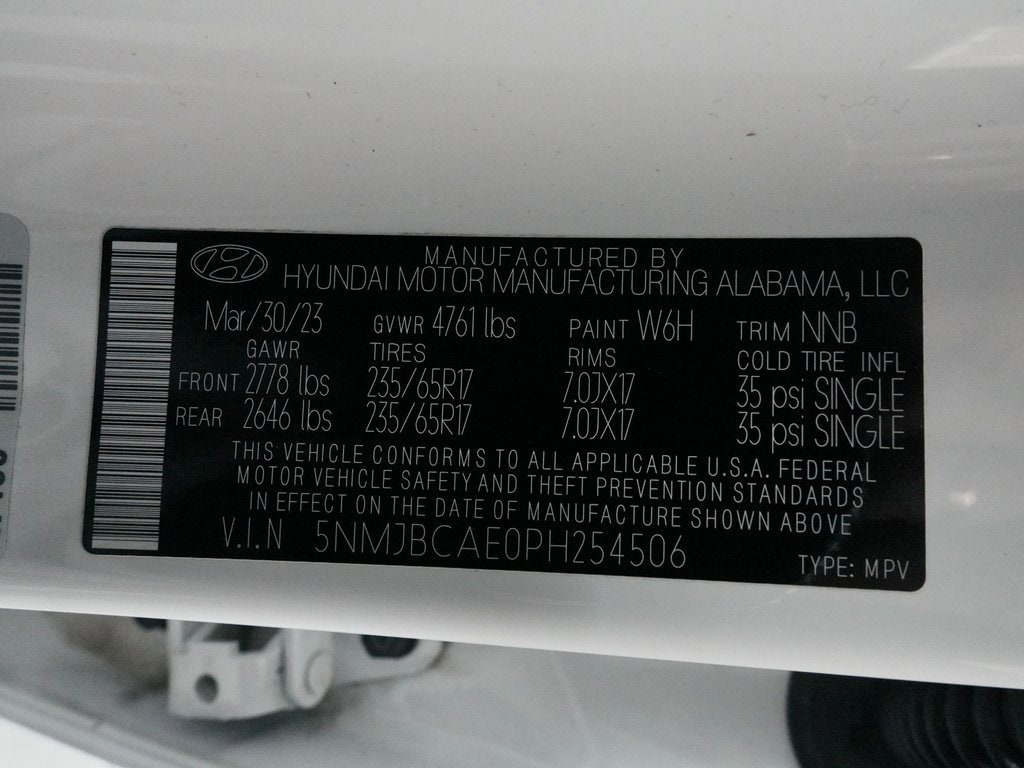 MANUFACTURED BY
HYUNDAI MOTOR MANUFACTURING ALABAMA, LLC
Mar/30/23 GVWR 4761 lbs PAINT W6H TRIM NNB
GAWR TIRES RIMS COLD TIRE INFL
FRONT 2778 lbs 235/65R17 7.0JX17 35 psi SINGLE
REAR 2646 lbs 235/65R17 7.0JX17 35 psi SINGLE
THIS VEHICLE CONFORMS TO ALL APPLICABLE U.S.A. FEDERAL
MOTOR VEHICLE SAFETY AND THEFT PREVENTION STANDARDS
IN EFFECT ON THE DATE OF MANUFACTURE SHOWN ABOVE
V.I.N 5NMJBCAE0PH254506
TYPE: MPV